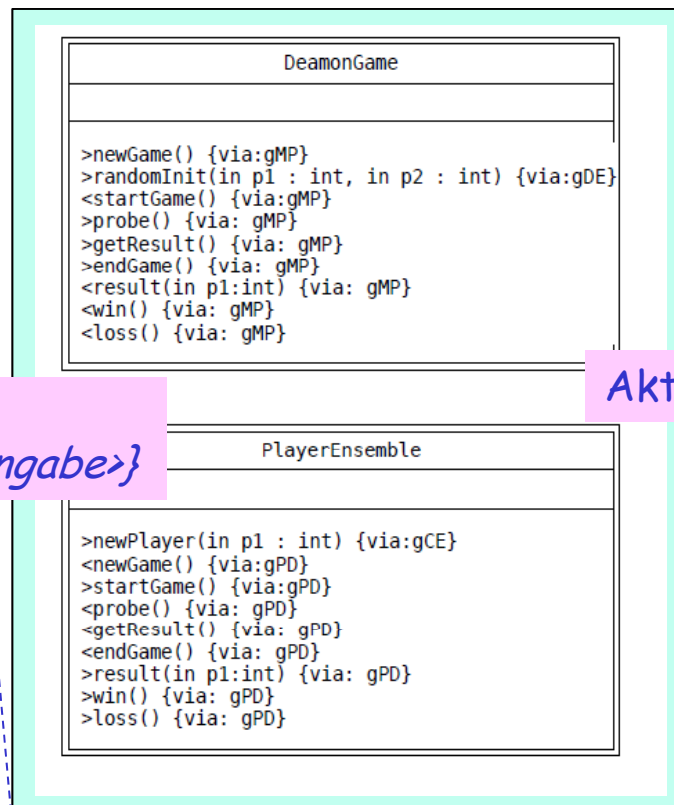 DeamonGame
>newGame() {via:gMP}
>randomInit(in p1 : int, in p2 : int) {via:gDE}
<startGame() {via:gMP}
>probe() {via: gMP}
>getResult() {via: gMP}
>endGame() {via: gMP}
<result(in p1:int) {via: gMP}
<win() {via: gMP}
<loss() {via: gMP}
Akt
ngabe>}
PlayerEnsemble
>newPlayer(in p1 : int) {via:gCE}
<newGame() {via:gPD}
>startGame() {via:gPD}
<probe() {via: gPD}
<getResult() {via: gPD}
<endGame() {via: gPD}
>result(in p1:int) {via: gPD}
>win() {via: gPD}
>loss() {via: gPD}